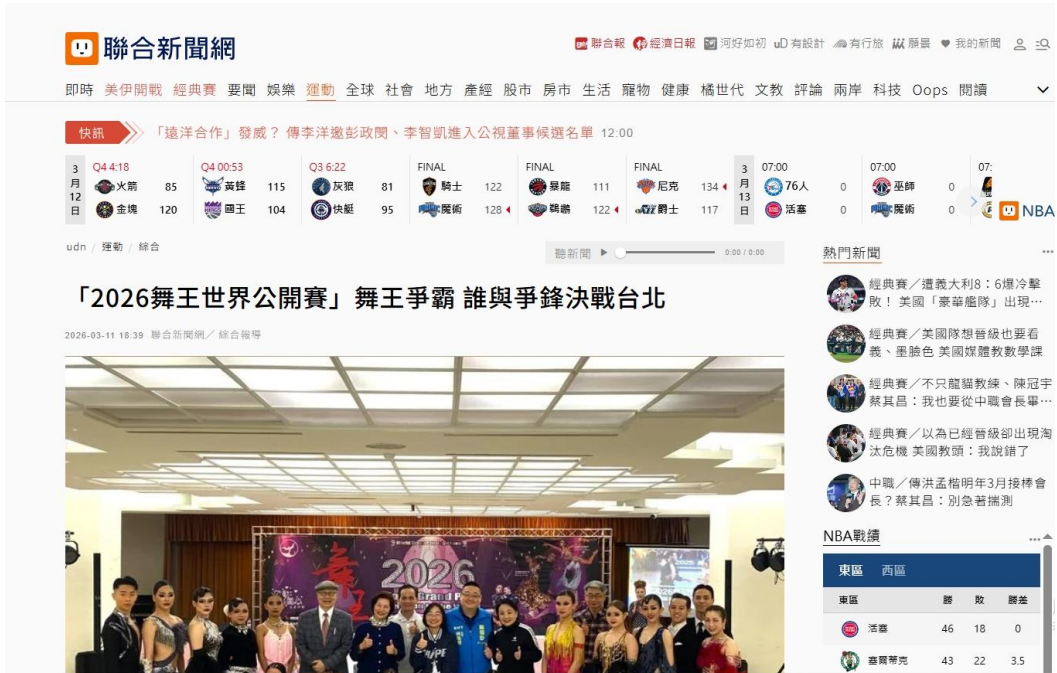 聯合新聞網
聯合報 經濟日報 河好如初 uD 有設計 有行旅 願景 我的新聞
即時 美伊開戰 經典賽 要聞 娛樂 運動 全球 社會 地方 產經 股市 房市 生活 寵物 健康 橘世代 文教 評論 兩岸 科技 Oops 閱讀
快訊 「遠洋合作」發威？ 傳李洋邀彭政閔、李智凱進入公視董事候選名單 12:00
3月12日
Q4 4:18
火箭 85
金塊 120
Q4 00:53
黃蜂 115
國王 104
Q3 6:22
灰狼 81
快艇 95
FINAL
騎士 122
魔術 128
FINAL
暴龍 111
鵜鶘 122
FINAL
尼克 134
爵士 117
3月13日
07:00
76人 0
活塞 0
07:00
巫師 0
魔術 0
07:
NBA
udn / 運動 / 綜合
聽新聞 0:00 / 0:00
「2026舞王世界公開賽」舞王爭霸 誰與爭鋒決戰台北
2026-03-11 18:39 聯合新聞網／ 綜合報導
舞王
2026
Grand P
熱門新聞
經典賽／遭義大利8：6爆冷擊
敗！ 美國「豪華艦隊」出現…
經典賽／美國隊想晉級也要看
義、墨臉色 美國媒體教數學課
經典賽／不只龍貓教練、陳冠宇
蔡其昌：我也要從中職會長畢…
經典賽／以為已經晉級卻出現淘
汰危機 美國教頭：我說錯了
中職／傳洪孟楷明年3月接棒會
長？蔡其昌：別急著揣測
NBA戰績
東區 西區
東區 勝 敗 勝差
活塞 46 18 0
塞爾蒂克 43 22 3.5